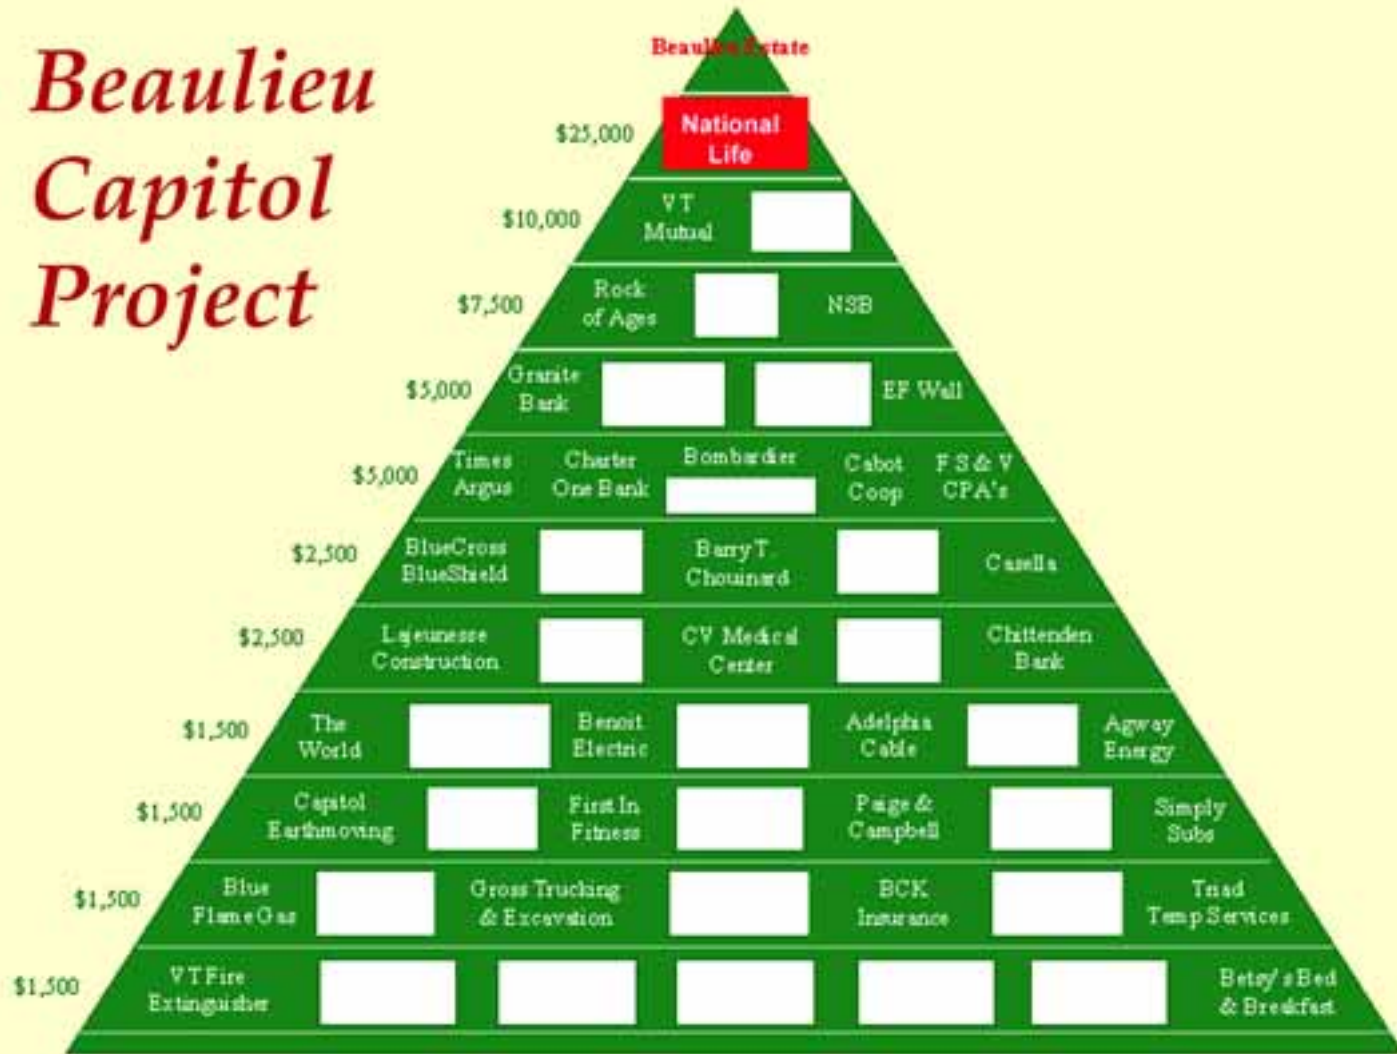 Beaulieu
Capitol
Project
Beaulieu Estate
$25,000
National
Life
$10,000
VT
Mutual
$7,500
Rock
of Ages
NSB
$5,000
Granite
Bank
EF Wall
$5,000
Times
Argus
Charter
One Bank
Bombardier
Cabot
Coop
F S & V
CPA's
$2,500
BlueCross
BlueShield
Barry T.
Chouinard
Casella
$2,500
Lajeunesse
Construction
CV Medical
Center
Chittenden
Bank
$1,500
The
World
Benoit
Electric
Adelphia
Cable
Agway
Energy
$1,500
Capitol
Earthmoving
First In
Fitness
Paige &
Campbell
Simply
Subs
$1,500
Blue
Flame Gas
Gross Trucking
& Excavation
BCK
Insurance
Triad
Temp Services
$1,500
VT Fire
Extinguisher
Betsy's Bed
& Breakfast